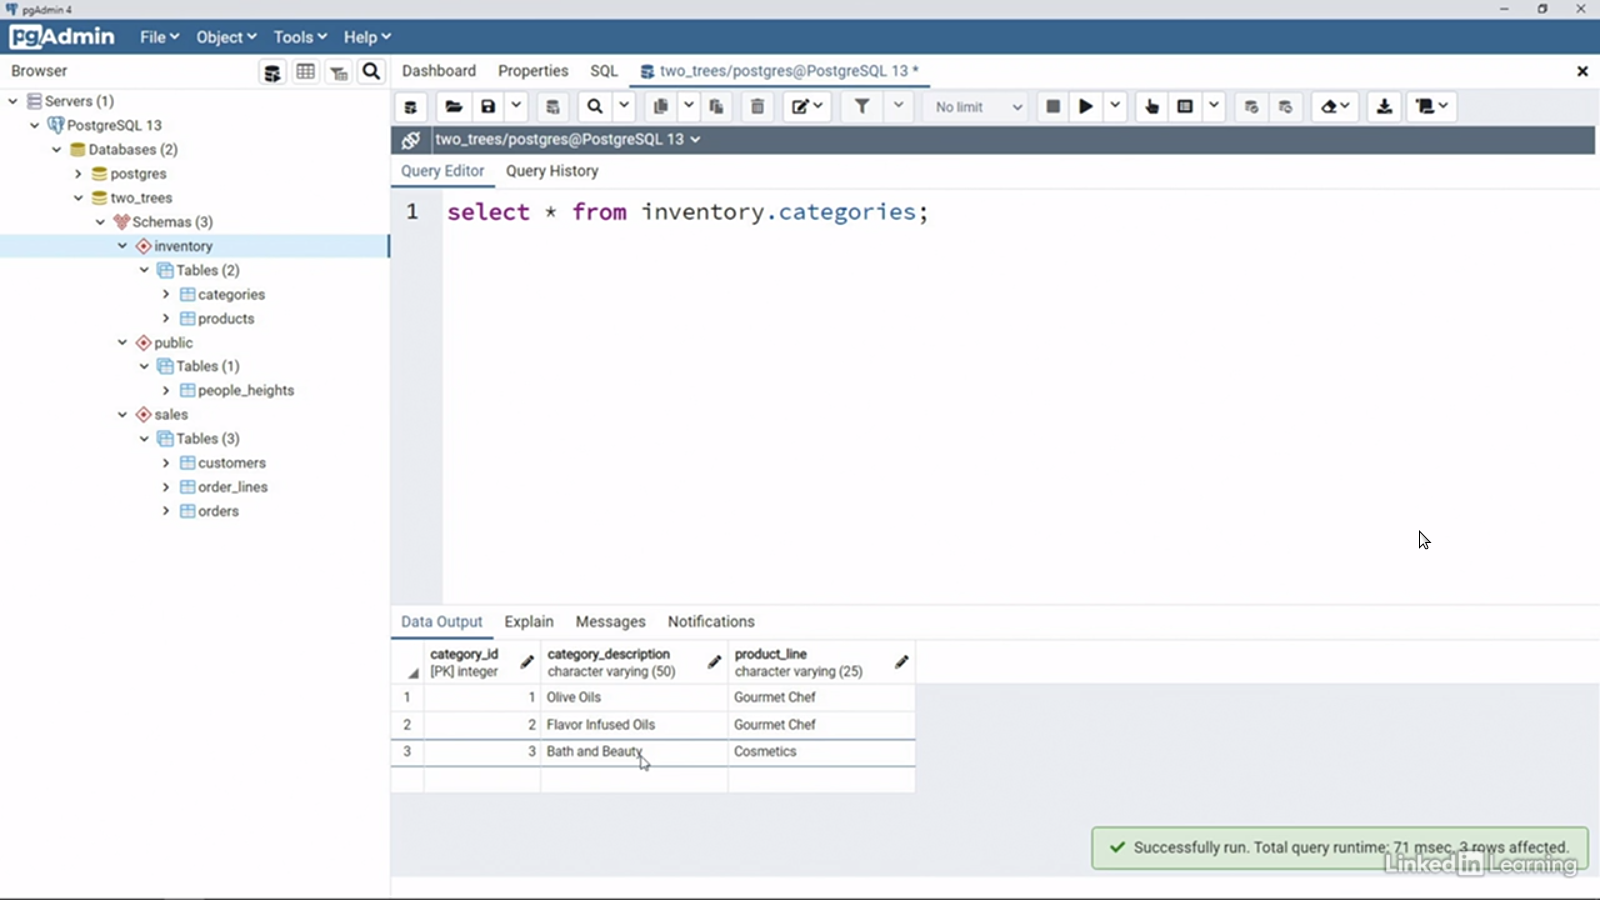 pgAdmin 4
pgAdmin File Object Tools Help
Browser
Dashboard Properties SQL two_trees/postgres@PostgreSQL 13 *
Servers (1)
PostgreSQL 13
Databases (2)
postgres
two_trees
Schemas (3)
inventory
Tables (2)
categories
products
public
Tables (1)
people_heights
sales
Tables (3)
customers
order_lines
orders
No limit
two_trees/postgres@PostgreSQL 13
Query Editor Query History
1 select * from inventory.categories;
Data Output Explain Messages Notifications
category_id category_description product_line
[PK] integer character varying (50) character varying (25)
1 1 Olive Oils Gourmet Chef
2 2 Flavor Infused Oils Gourmet Chef
3 3 Bath and Beauty Cosmetics
Successfully run. Total query runtime: 71 msec. 3 rows affected.
LinkedIn Learning